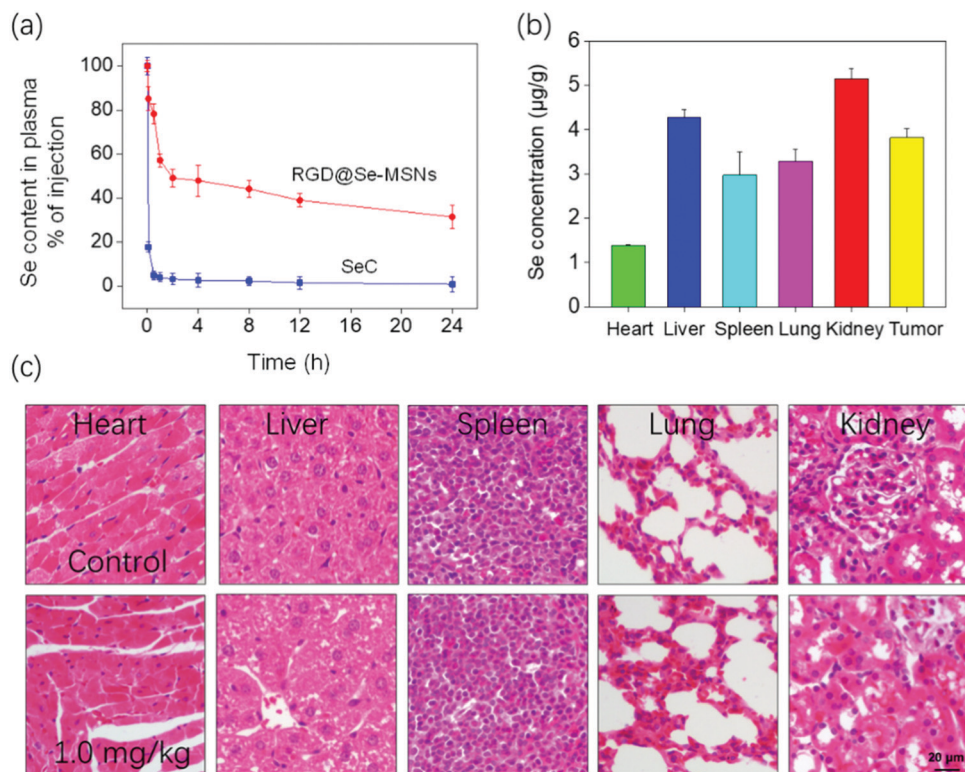 (a)
Se content in plasma
% of injection
100
80
60
40
20
0
RGD@Se-MSNs
SeC
0 4 8 12 16 20 24
Time (h)
(b)
Se concentration (µg/g)
6
5
4
3
2
1
0
Heart Liver Spleen Lung Kidney Tumor
(c)
Heart Liver Spleen Lung Kidney
Control
1.0 mg/kg
20 µm